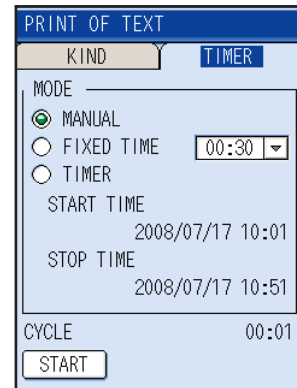 PRINT OF TEXT
KIND TIMER
MODE
MANUAL
FIXED TIME 00:30
TIMER
START TIME
2008/07/17 10:01
STOP TIME
2008/07/17 10:51
CYCLE 00:01
START